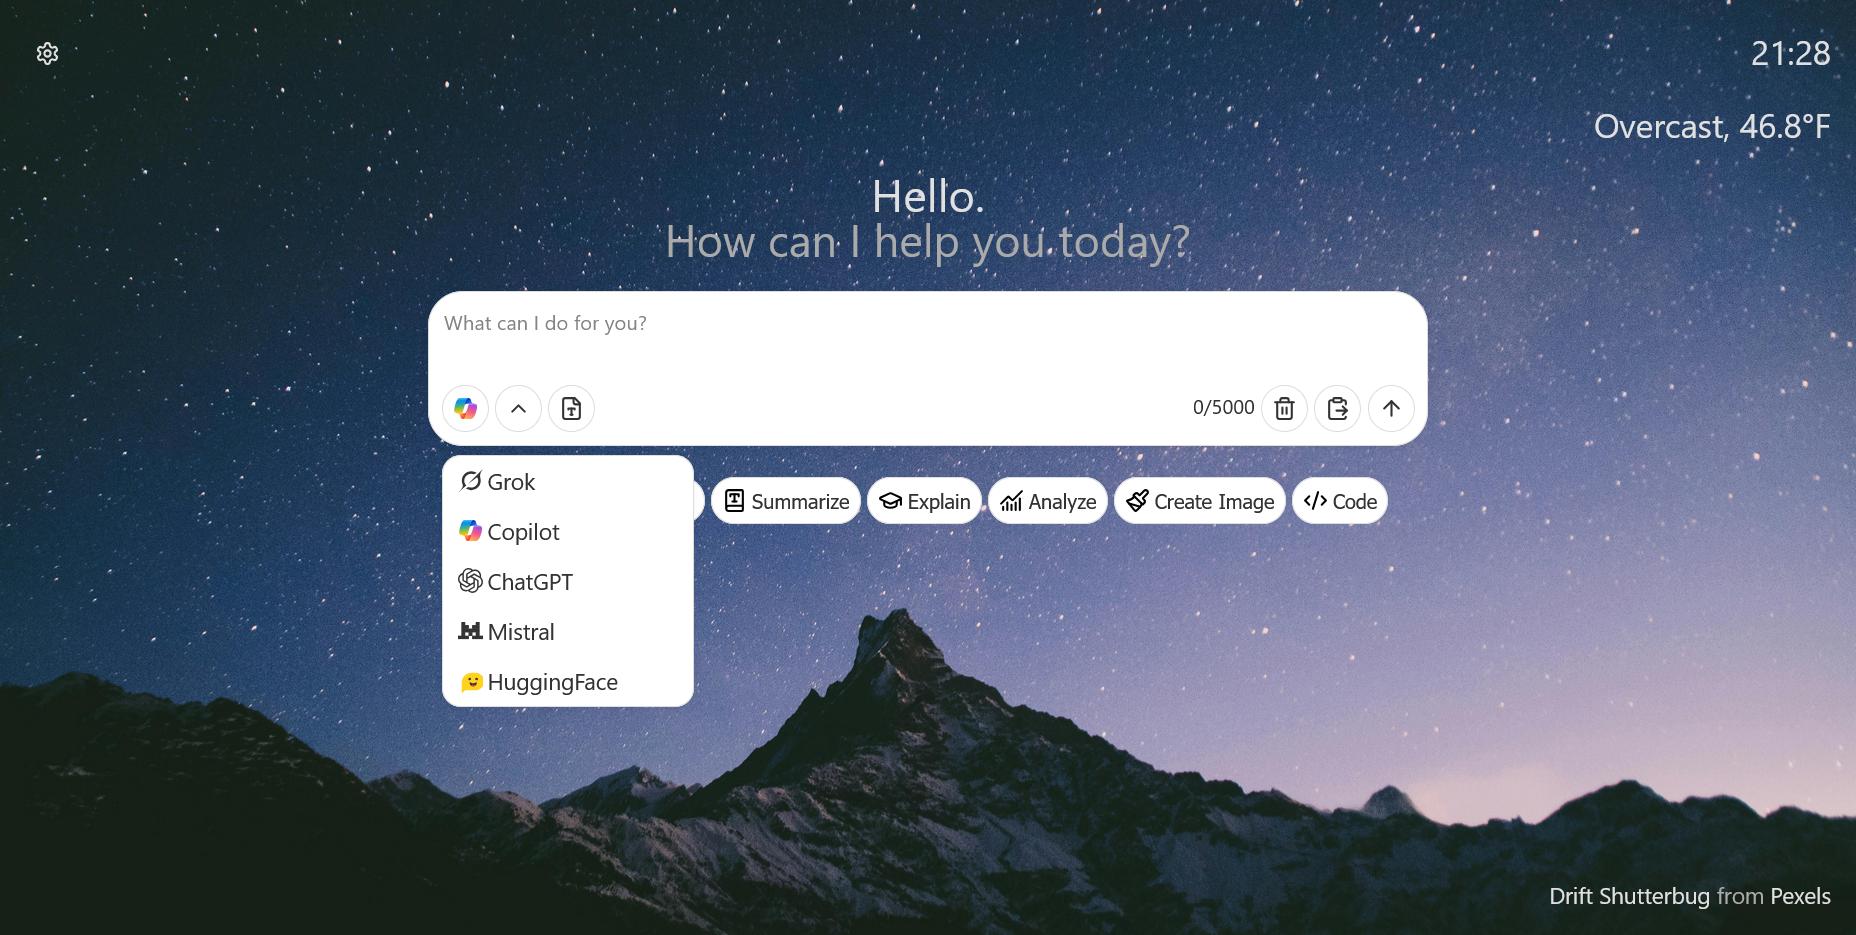 21:28
Overcast, 46.8°F
Hello.
How can I help you today?
What can I do for you?
0/5000
Grok
Copilot
ChatGPT
Mistral
HuggingFace
Summarize
Explain
Analyze
Create Image
Code
Drift Shutterbug from Pexels